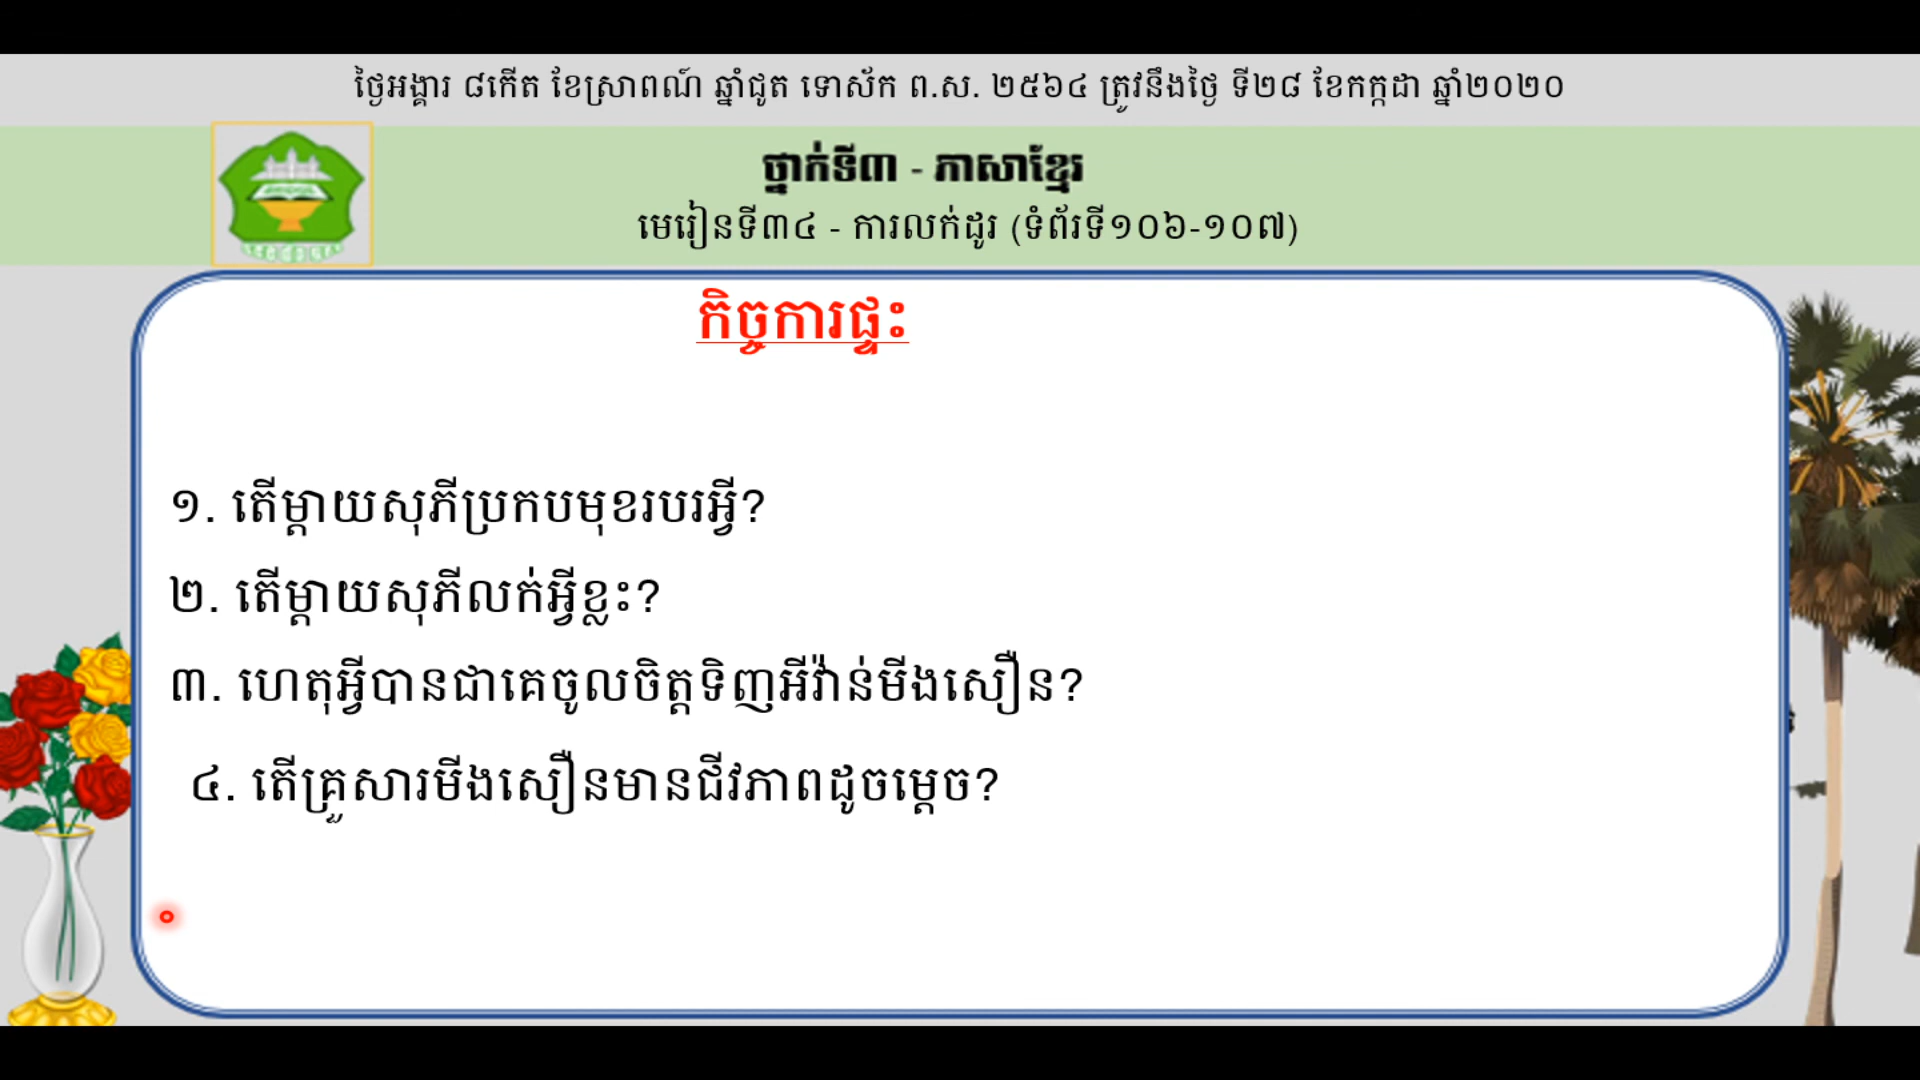 ថ្ងៃអង្គារ ៨កើត ខែស្រាពណ៍ ឆ្នាំជូត ទោស័ក ព.ស. ២៥៦៤ ត្រូវនឹងថ្ងៃ ទី២៨ ខែកក្កដា ឆ្នាំ២០២០
ថ្នាក់ទី៣ - ភាសាខ្មែរ
មេរៀនទី៣៤ - ការលក់ដូរ (ទំព័រទី១០៦-១០៧)
កិច្ចការផ្ទះ
១. តើម្ដាយសុភីប្រកបមុខរបរអ្វី?
២. តើម្ដាយសុភីលក់អ្វីខ្លះ?
៣. ហេតុអ្វីបានជាគេចូលចិត្តទិញអីវ៉ាន់មីងសឿន?
៤. តើគ្រួសារមីងសឿនមានជីវភាពដូចម្ដេច?